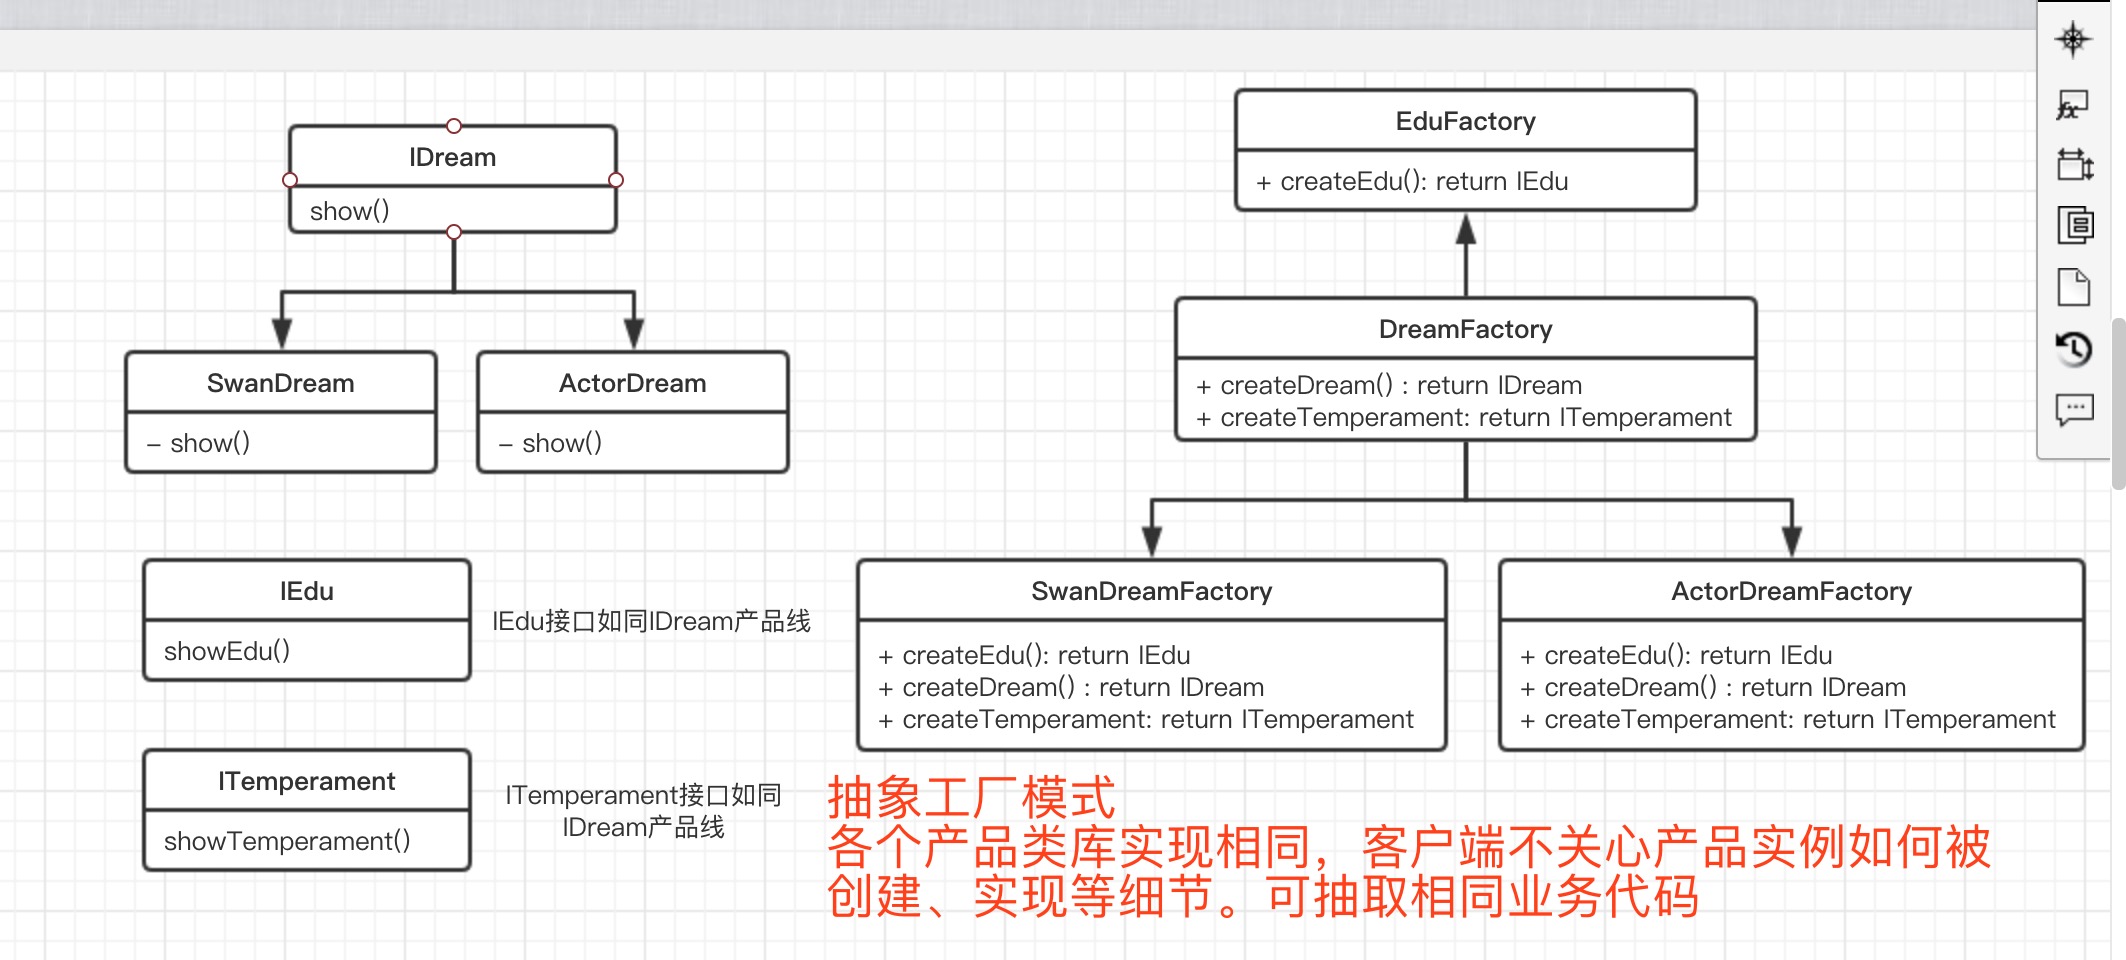 IDream
show()
SwanDream
– show()
ActorDream
– show()
IEdu
showEdu()
IEdu接口如同IDream产品线
ITemperament
showTemperament()
ITemperament接口如同
IDream产品线
EduFactory
+ createEdu(): return IEdu
DreamFactory
+ createDream() : return IDream
+ createTemperament: return ITemperament
SwanDreamFactory
+ createEdu(): return IEdu
+ createDream() : return IDream
+ createTemperament: return ITemperament
ActorDreamFactory
+ createEdu(): return IEdu
+ createDream() : return IDream
+ createTemperament: return ITemperament
抽象工厂模式
各个产品类库实现相同，客户端不关心产品实例如何被
创建、实现等细节。可抽取相同业务代码
fx